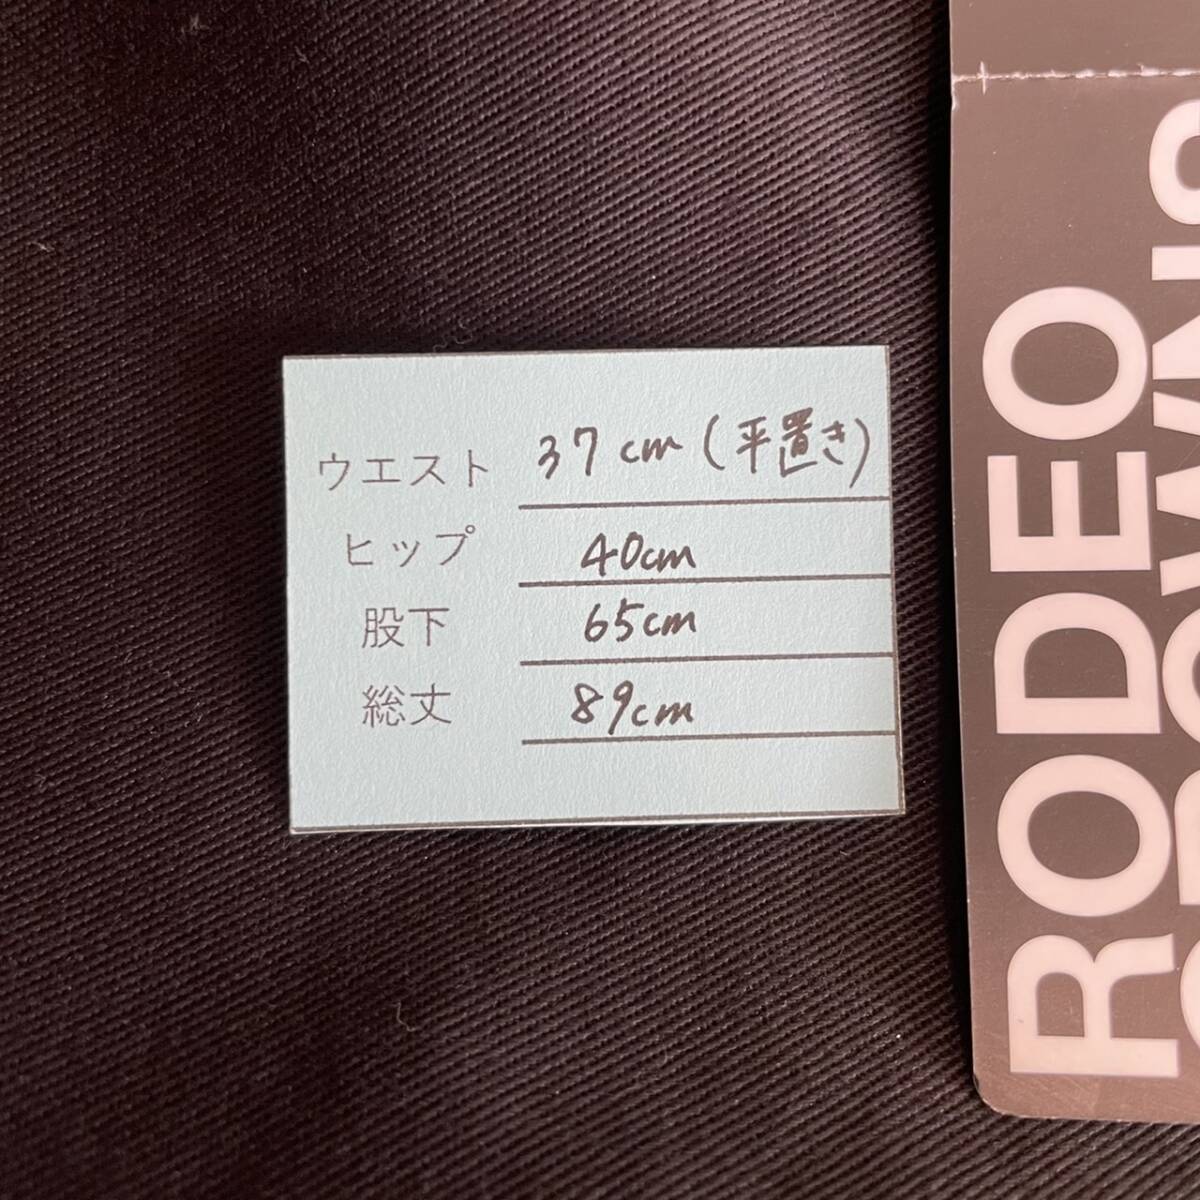 ウエスト 37cm(平置き)
ヒップ 40cm
股下 65cm
総丈 89cm
RODEO
CROWNS